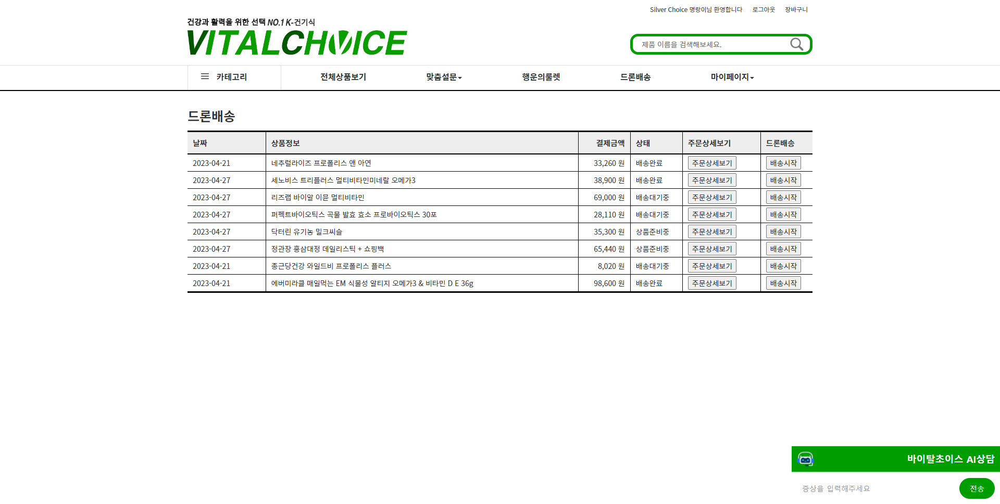 Silver Choice 명랑이님 환영합니다 로그아웃 장바구니
건강과 활력을 위한 선택 NO.1 K-건기식
VITALCHOICE
제품 이름을 검색해보세요.
카테고리 전체상품보기 맞춤설문 행운의룰렛 드론배송 마이페이지
드론배송
날짜 상품정보 결제금액 상태 주문상세보기 드론배송
2023-04-21 네추럴라이즈 프로폴리스 앤 아연 33,260 원 배송완료 주문상세보기 배송시작
2023-04-27 세노비스 트리플러스 멀티비타민미네랄 오메가3 38,900 원 배송완료 주문상세보기 배송시작
2023-04-27 리즈랩 바이알 이뮨 멀티비타민 69,000 원 배송대기중 주문상세보기 배송시작
2023-04-27 퍼펙트바이오틱스 곡물 발효 효소 프로바이오틱스 30포 28,110 원 배송대기중 주문상세보기 배송시작
2023-04-27 닥터린 유기농 밀크씨슬 35,300 원 상품준비중 주문상세보기 배송시작
2023-04-27 정관장 홍삼대정 데일리스틱 + 쇼핑백 65,440 원 상품준비중 주문상세보기 배송시작
2023-04-21 종근당건강 와일드비 프로폴리스 플러스 8,020 원 배송대기중 주문상세보기 배송시작
2023-04-21 에버미라클 매일먹는 EM 식물성 알티지 오메가3 & 비타민 D E 36g 98,600 원 배송완료 주문상세보기 배송시작
바이탈초이스 AI상담
증상을 입력해주세요 전송